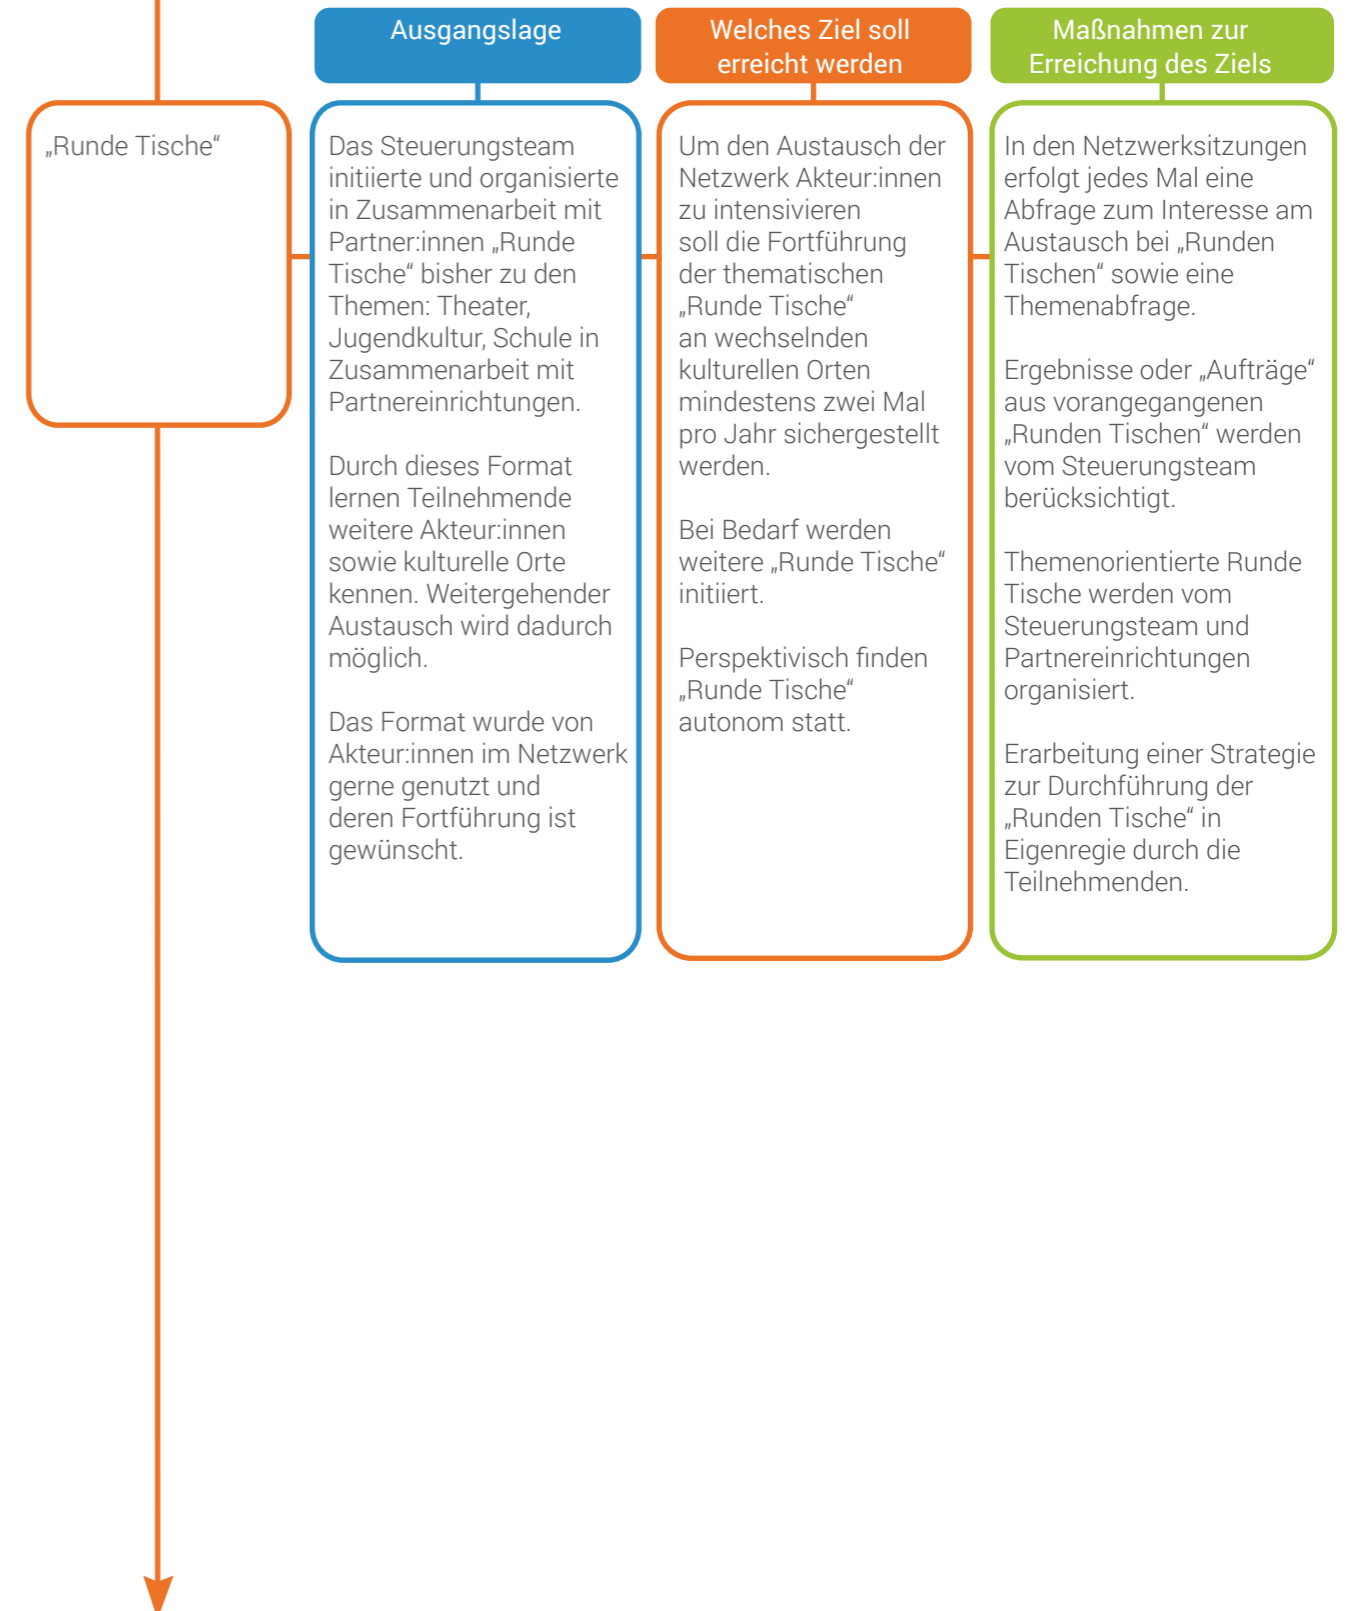 Ausgangslage
Welches Ziel soll
erreicht werden
Maßnahmen zur
Erreichung des Ziels
„Runde Tische“
Das Steuerungsteam
initiierte und organisierte
in Zusammenarbeit mit
Partner:innen „Runde
Tische“ bisher zu den
Themen: Theater,
Jugendkultur, Schule in
Zusammenarbeit mit
Partnereinrichtungen.
Durch dieses Format
lernen Teilnehmende
weitere Akteur:innen
sowie kulturelle Orte
kennen. Weitergehender
Austausch wird dadurch
möglich.
Das Format wurde von
Akteur:innen im Netzwerk
gerne genutzt und
deren Fortführung ist
gewünscht.
Um den Austausch der
Netzwerk Akteur:innen
zu intensivieren
soll die Fortführung
der thematischen
„Runde Tische“
an wechselnden
kulturellen Orten
mindestens zwei Mal
pro Jahr sichergestellt
werden.
Bei Bedarf werden
weitere „Runde Tische“
initiiert.
Perspektivisch finden
„Runde Tische“
autonom statt.
In den Netzwerksitzungen
erfolgt jedes Mal eine
Abfrage zum Interesse am
Austausch bei „Runden
Tischen“ sowie eine
Themenabfrage.
Ergebnisse oder „Aufträge“
aus vorangegangenen
„Runden Tischen“ werden
vom Steuerungsteam
berücksichtigt.
Themenorientierte Runde
Tische werden vom
Steuerungsteam und
Partnereinrichtungen
organisiert.
Erarbeitung einer Strategie
zur Durchführung der
„Runden Tische“ in
Eigenregie durch die
Teilnehmenden.